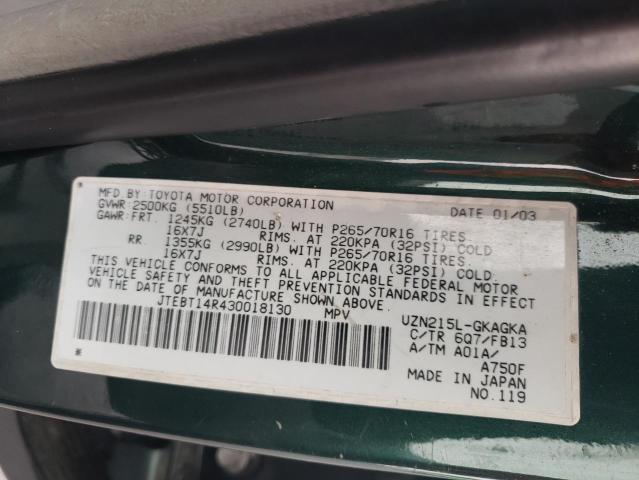 MFD BY: TOYOTA MOTOR CORPORATION DATE 01/03
GVWR: 2500KG (5510LB)
GAWR: FRT. 1245KG (2740LB) WITH P265/70R16 TIRES
16X7J RIMS. AT 220KPA (32PSI) COLD
RR. 1355KG (2990LB) WITH P265/70R16 TIRES.
16X7J RIMS. AT 220KPA (32PSI) COLD.
THIS VEHICLE CONFORMS TO ALL APPLICABLE FEDERAL MOTOR
VEHICLE SAFETY AND THEFT PREVENTION STANDARDS IN EFFECT
ON THE DATE OF MANUFACTURE SHOWN ABOVE.
JTEBT14R430018130 MPV UZN215L-GKAGKA
C/TR 6Q7/FB13
A/TM A01A/
A750F
MADE IN JAPAN
NO.119